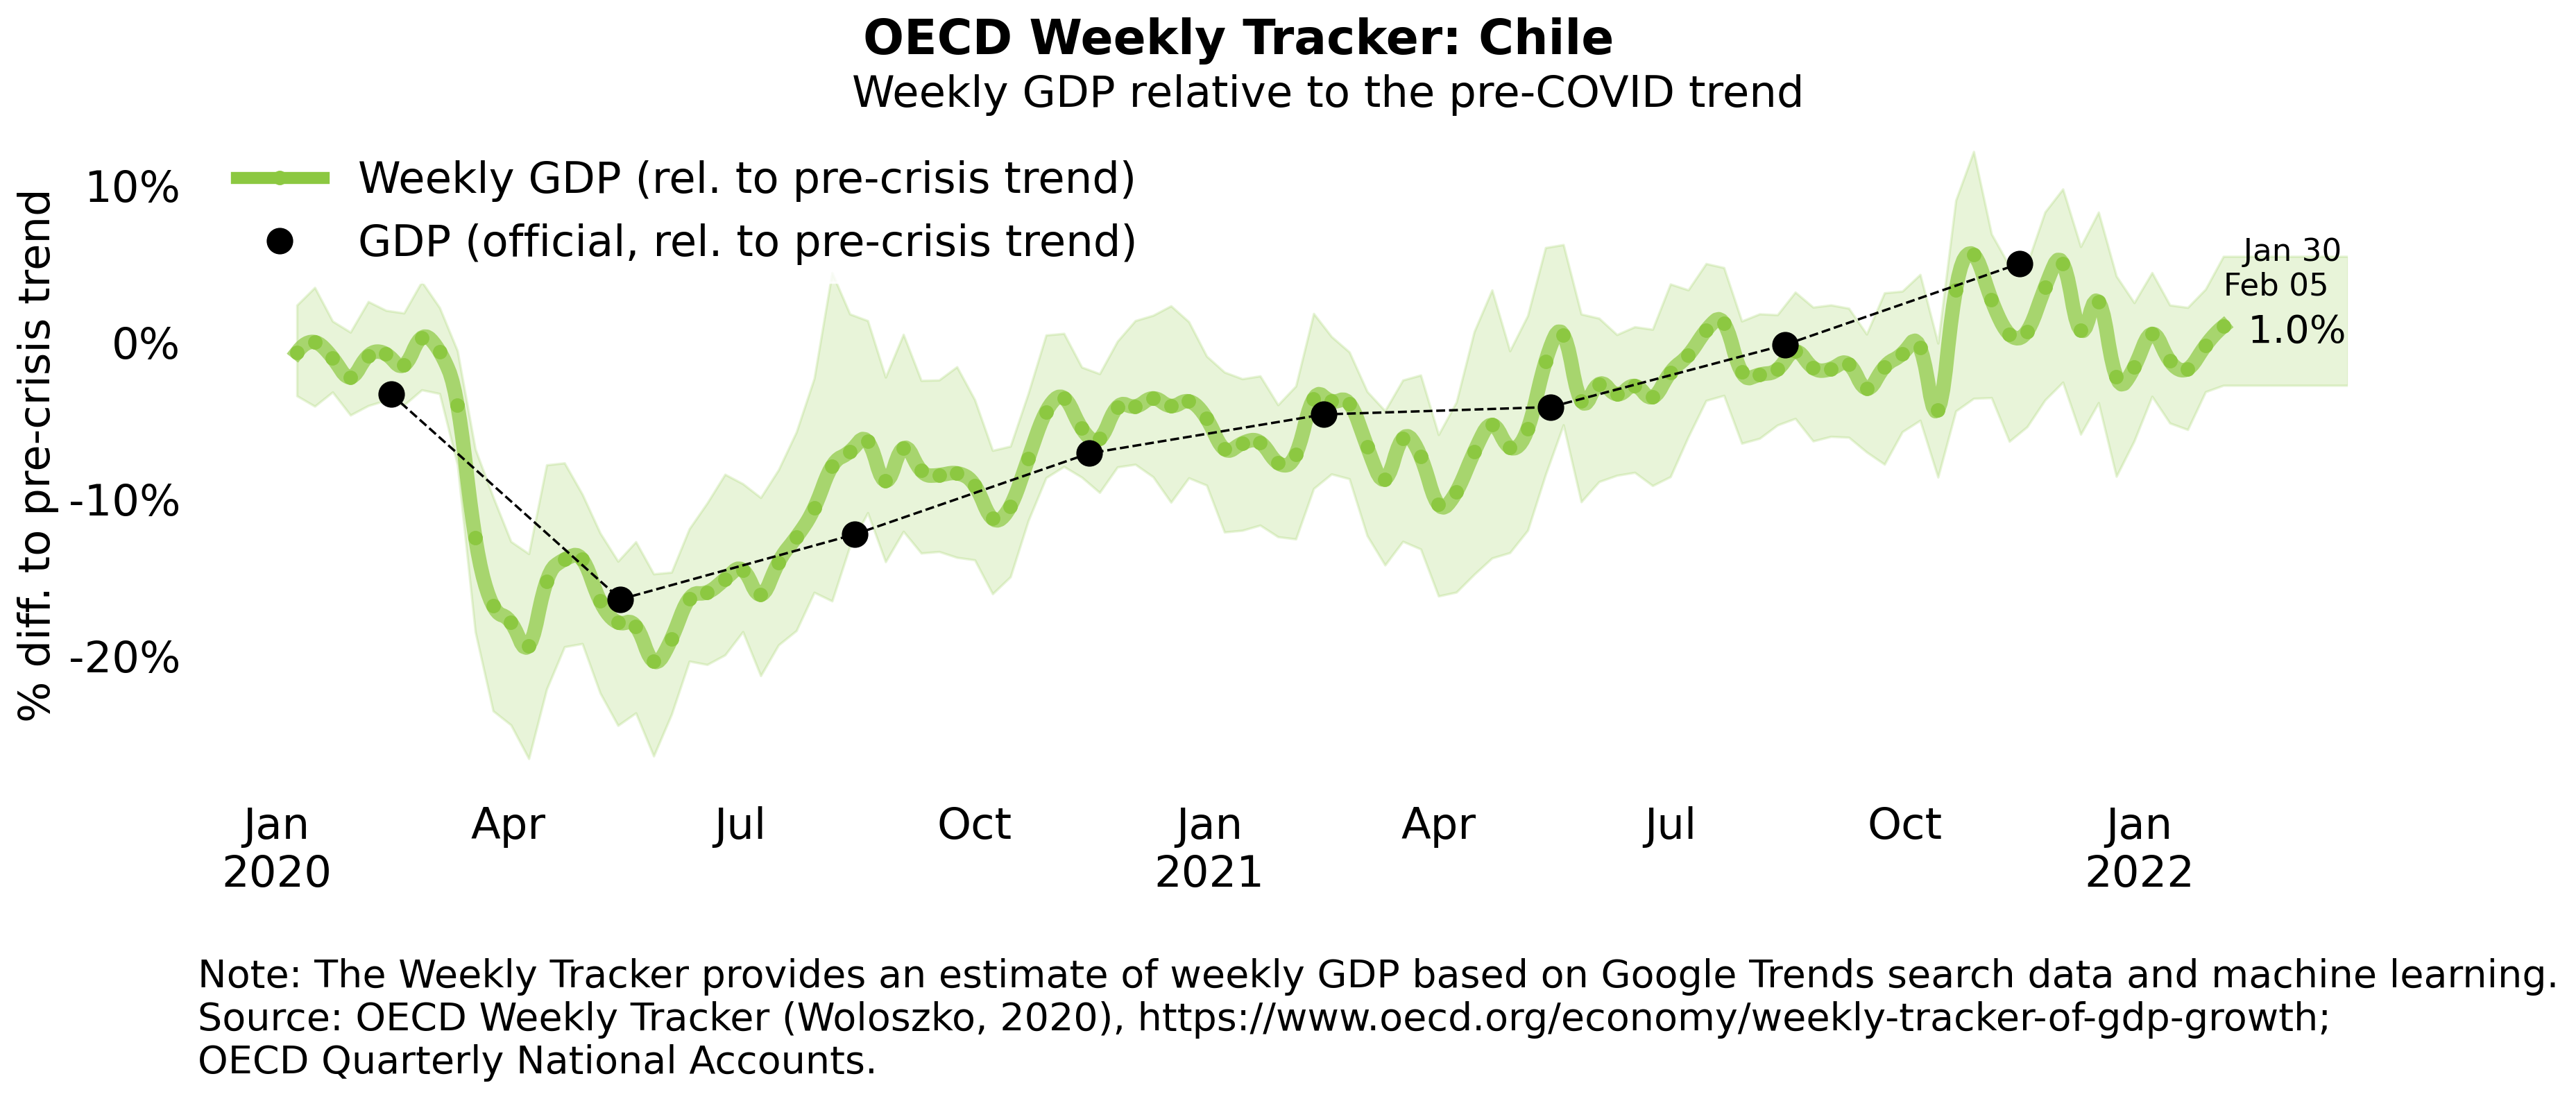 OECD Weekly Tracker: Chile
Weekly GDP relative to the pre-COVID trend
% diff. to pre-crisis trend
10%
0%
-10%
-20%
Weekly GDP (rel. to pre-crisis trend)
GDP (official, rel. to pre-crisis trend)
Jan 30
Feb 05
1.0%
Jan Apr Jul Oct Jan Apr Jul Oct Jan
2020 2021 2022
Note: The Weekly Tracker provides an estimate of weekly GDP based on Google Trends search data and machine learning.
Source: OECD Weekly Tracker (Woloszko, 2020), https://www.oecd.org/economy/weekly-tracker-of-gdp-growth;
OECD Quarterly National Accounts.